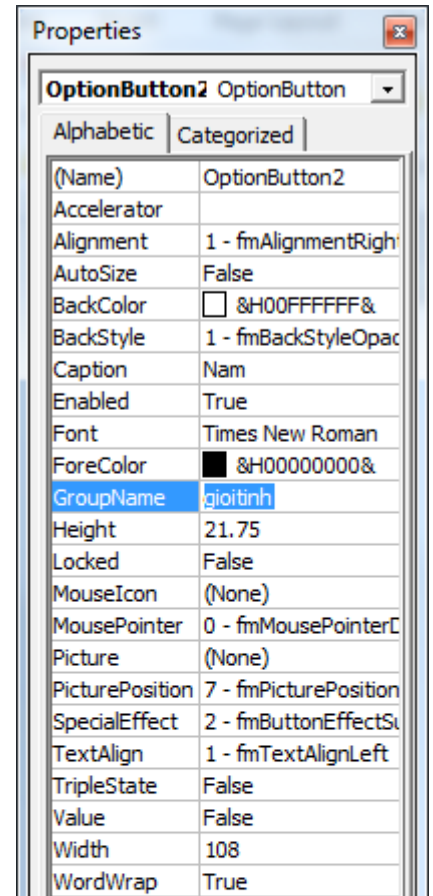 Properties
OptionButton2 OptionButton
Alphabetic Categorized
(Name) OptionButton2
Accelerator
Alignment 1 - fmAlignmentRight
AutoSize False
BackColor &H00FFFFFF&
BackStyle 1 - fmBackStyleOpac
Caption Nam
Enabled True
Font Times New Roman
ForeColor &H00000000&
GroupName gioitinh
Height 21.75
Locked False
MouseIcon (None)
MousePointer 0 - fmMousePointerD
Picture (None)
PicturePosition 7 - fmPicturePosition
SpecialEffect 2 - fmButtonEffectSu
TextAlign 1 - fmTextAlignLeft
TripleState False
Value False
Width 108
WordWrap True